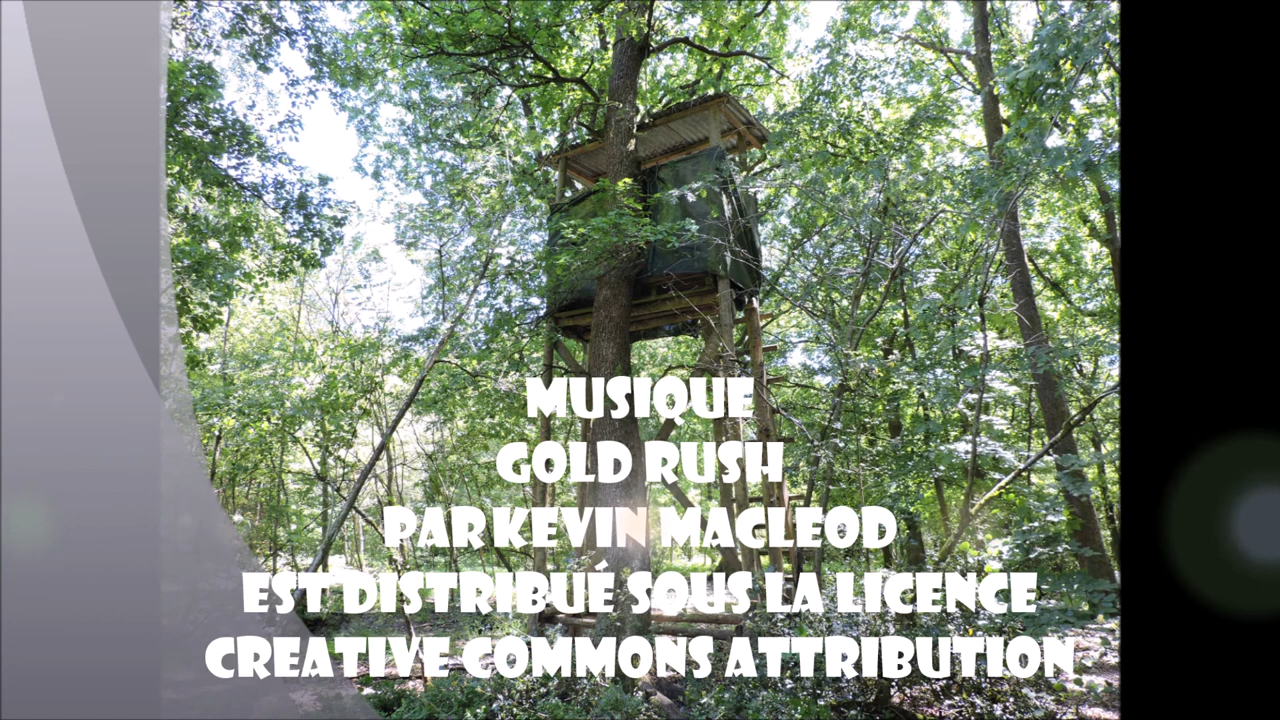 MUSIQUE
GOLD RUSH
PAR KEVIN MACLEOD
EST DISTRIBUÉ SOUS LA LICENCE
CREATIVE COMMONS ATTRIBUTION